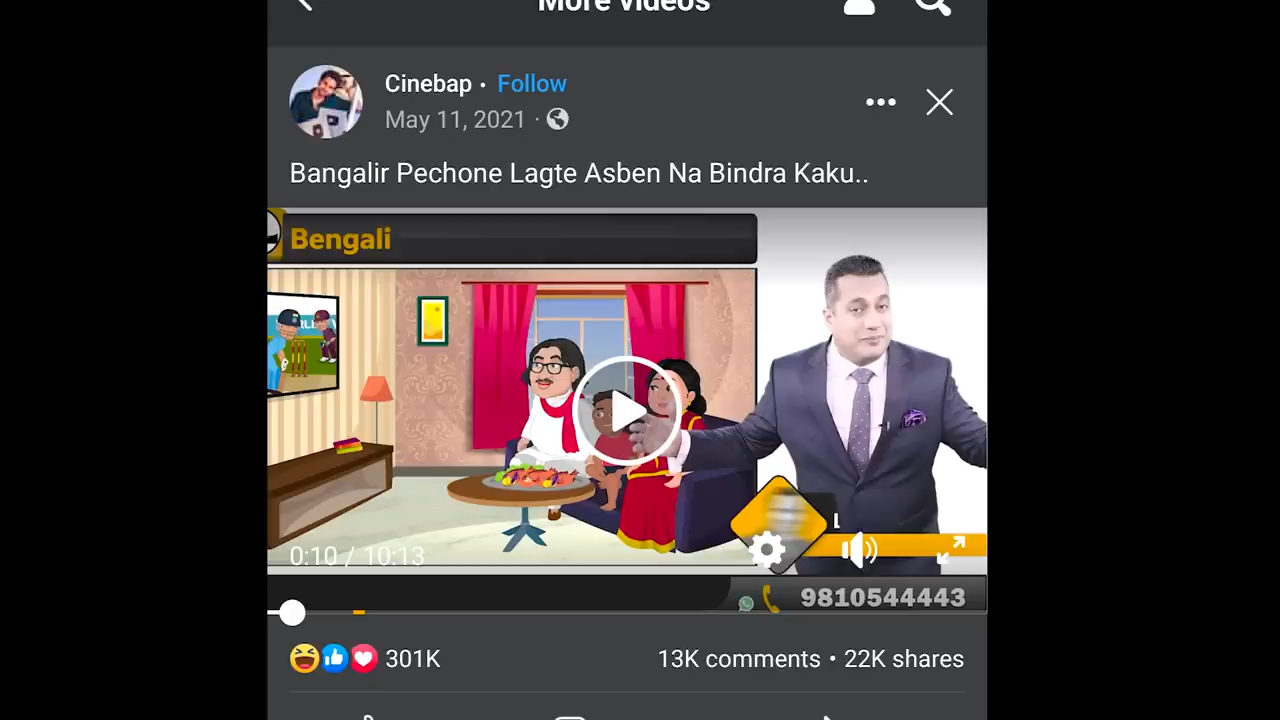 More videos
Cinebap · Follow
May 11, 2021 ·
Bangalir Pechone Lagte Asben Na Bindra Kaku..
Bengali
0:10 / 10:13
9810544443
301K
13K comments • 22K shares